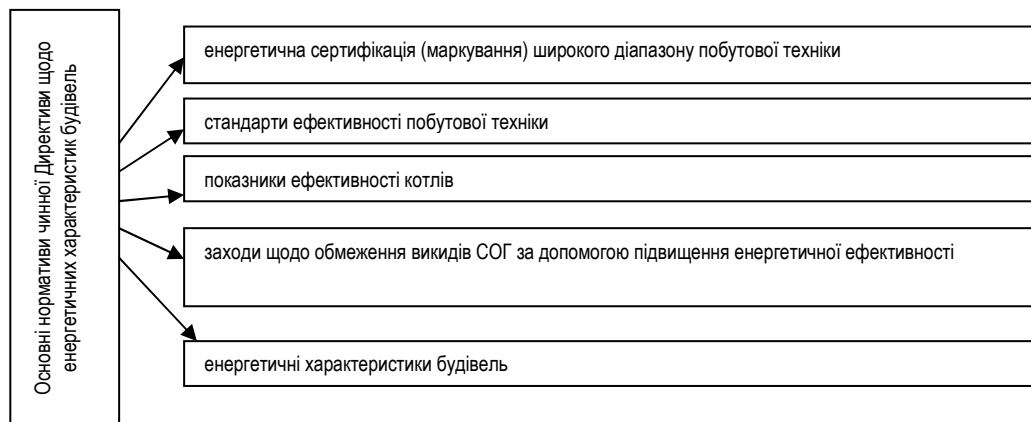 Основні нормативи чинної Директиви щодо
енергетичних характеристик будівель
енергетична сертифікація (маркування) широкого діапазону побутової техніки
стандарти ефективності побутової техніки
показники ефективності котлів
заходи щодо обмеження викидів СОГ за допомогою підвищення енергетичної ефективності
енергетичні характеристики будівель